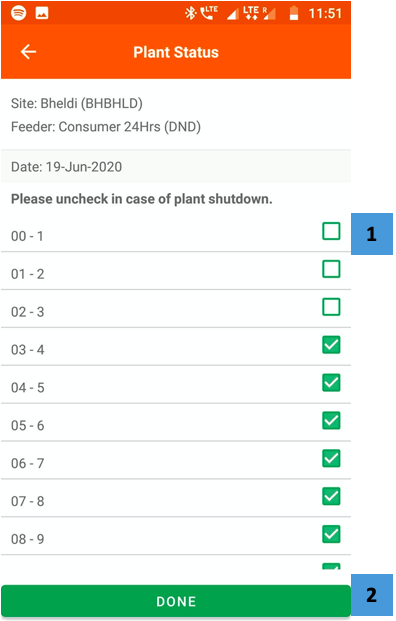 LTE LTE R 11:51
Plant Status
Site: Bheldi (BHBHLD)
Feeder: Consumer 24Hrs (DND)
Date: 19-Jun-2020
Please uncheck in case of plant shutdown.
00 - 1 1
01 - 2
02 - 3
03 - 4
04 - 5
05 - 6
06 - 7
07 - 8
08 - 9
DONE 2